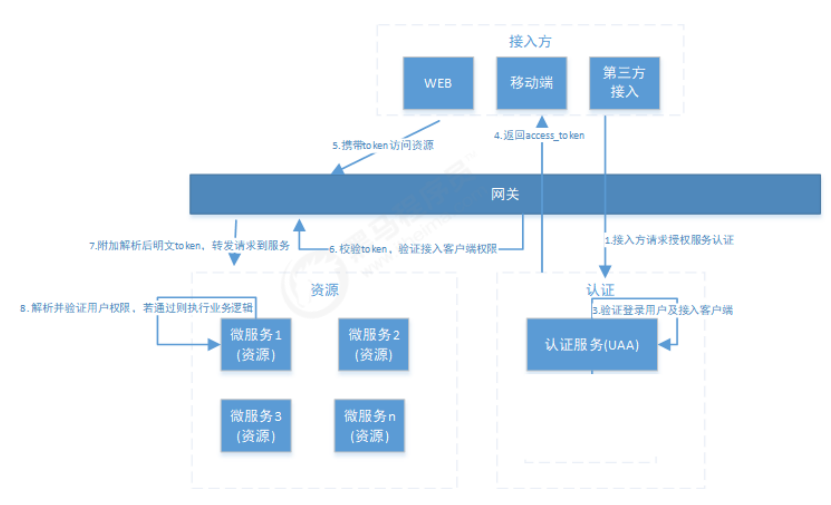 接入方
WEB
移动端
第三方
接入
4.返回access_token
5.携带token访问资源
网关
1.接入方请求授权服务认证
6. 校验token，验证接入客户端权限
7.附加解析后明文token，转发请求到服务
资源
认证
8. 解析并验证用户权限，若通过则执行业务逻辑
3.验证登录用户及接入客户端
微服务1
(资源)
微服务2
(资源)
认证服务(UAA)
微服务3
(资源)
微服务n
(资源)